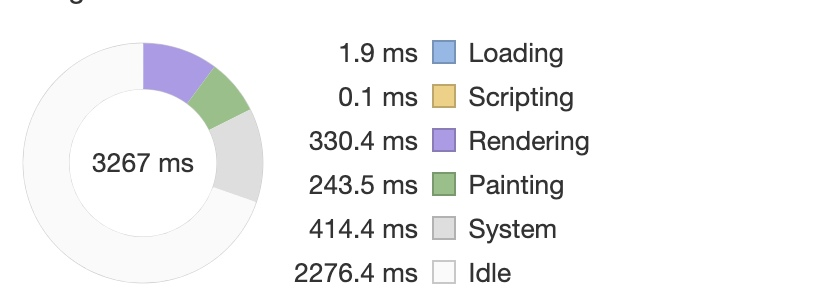 3267 ms
1.9 ms Loading
0.1 ms Scripting
330.4 ms Rendering
243.5 ms Painting
414.4 ms System
2276.4 ms Idle